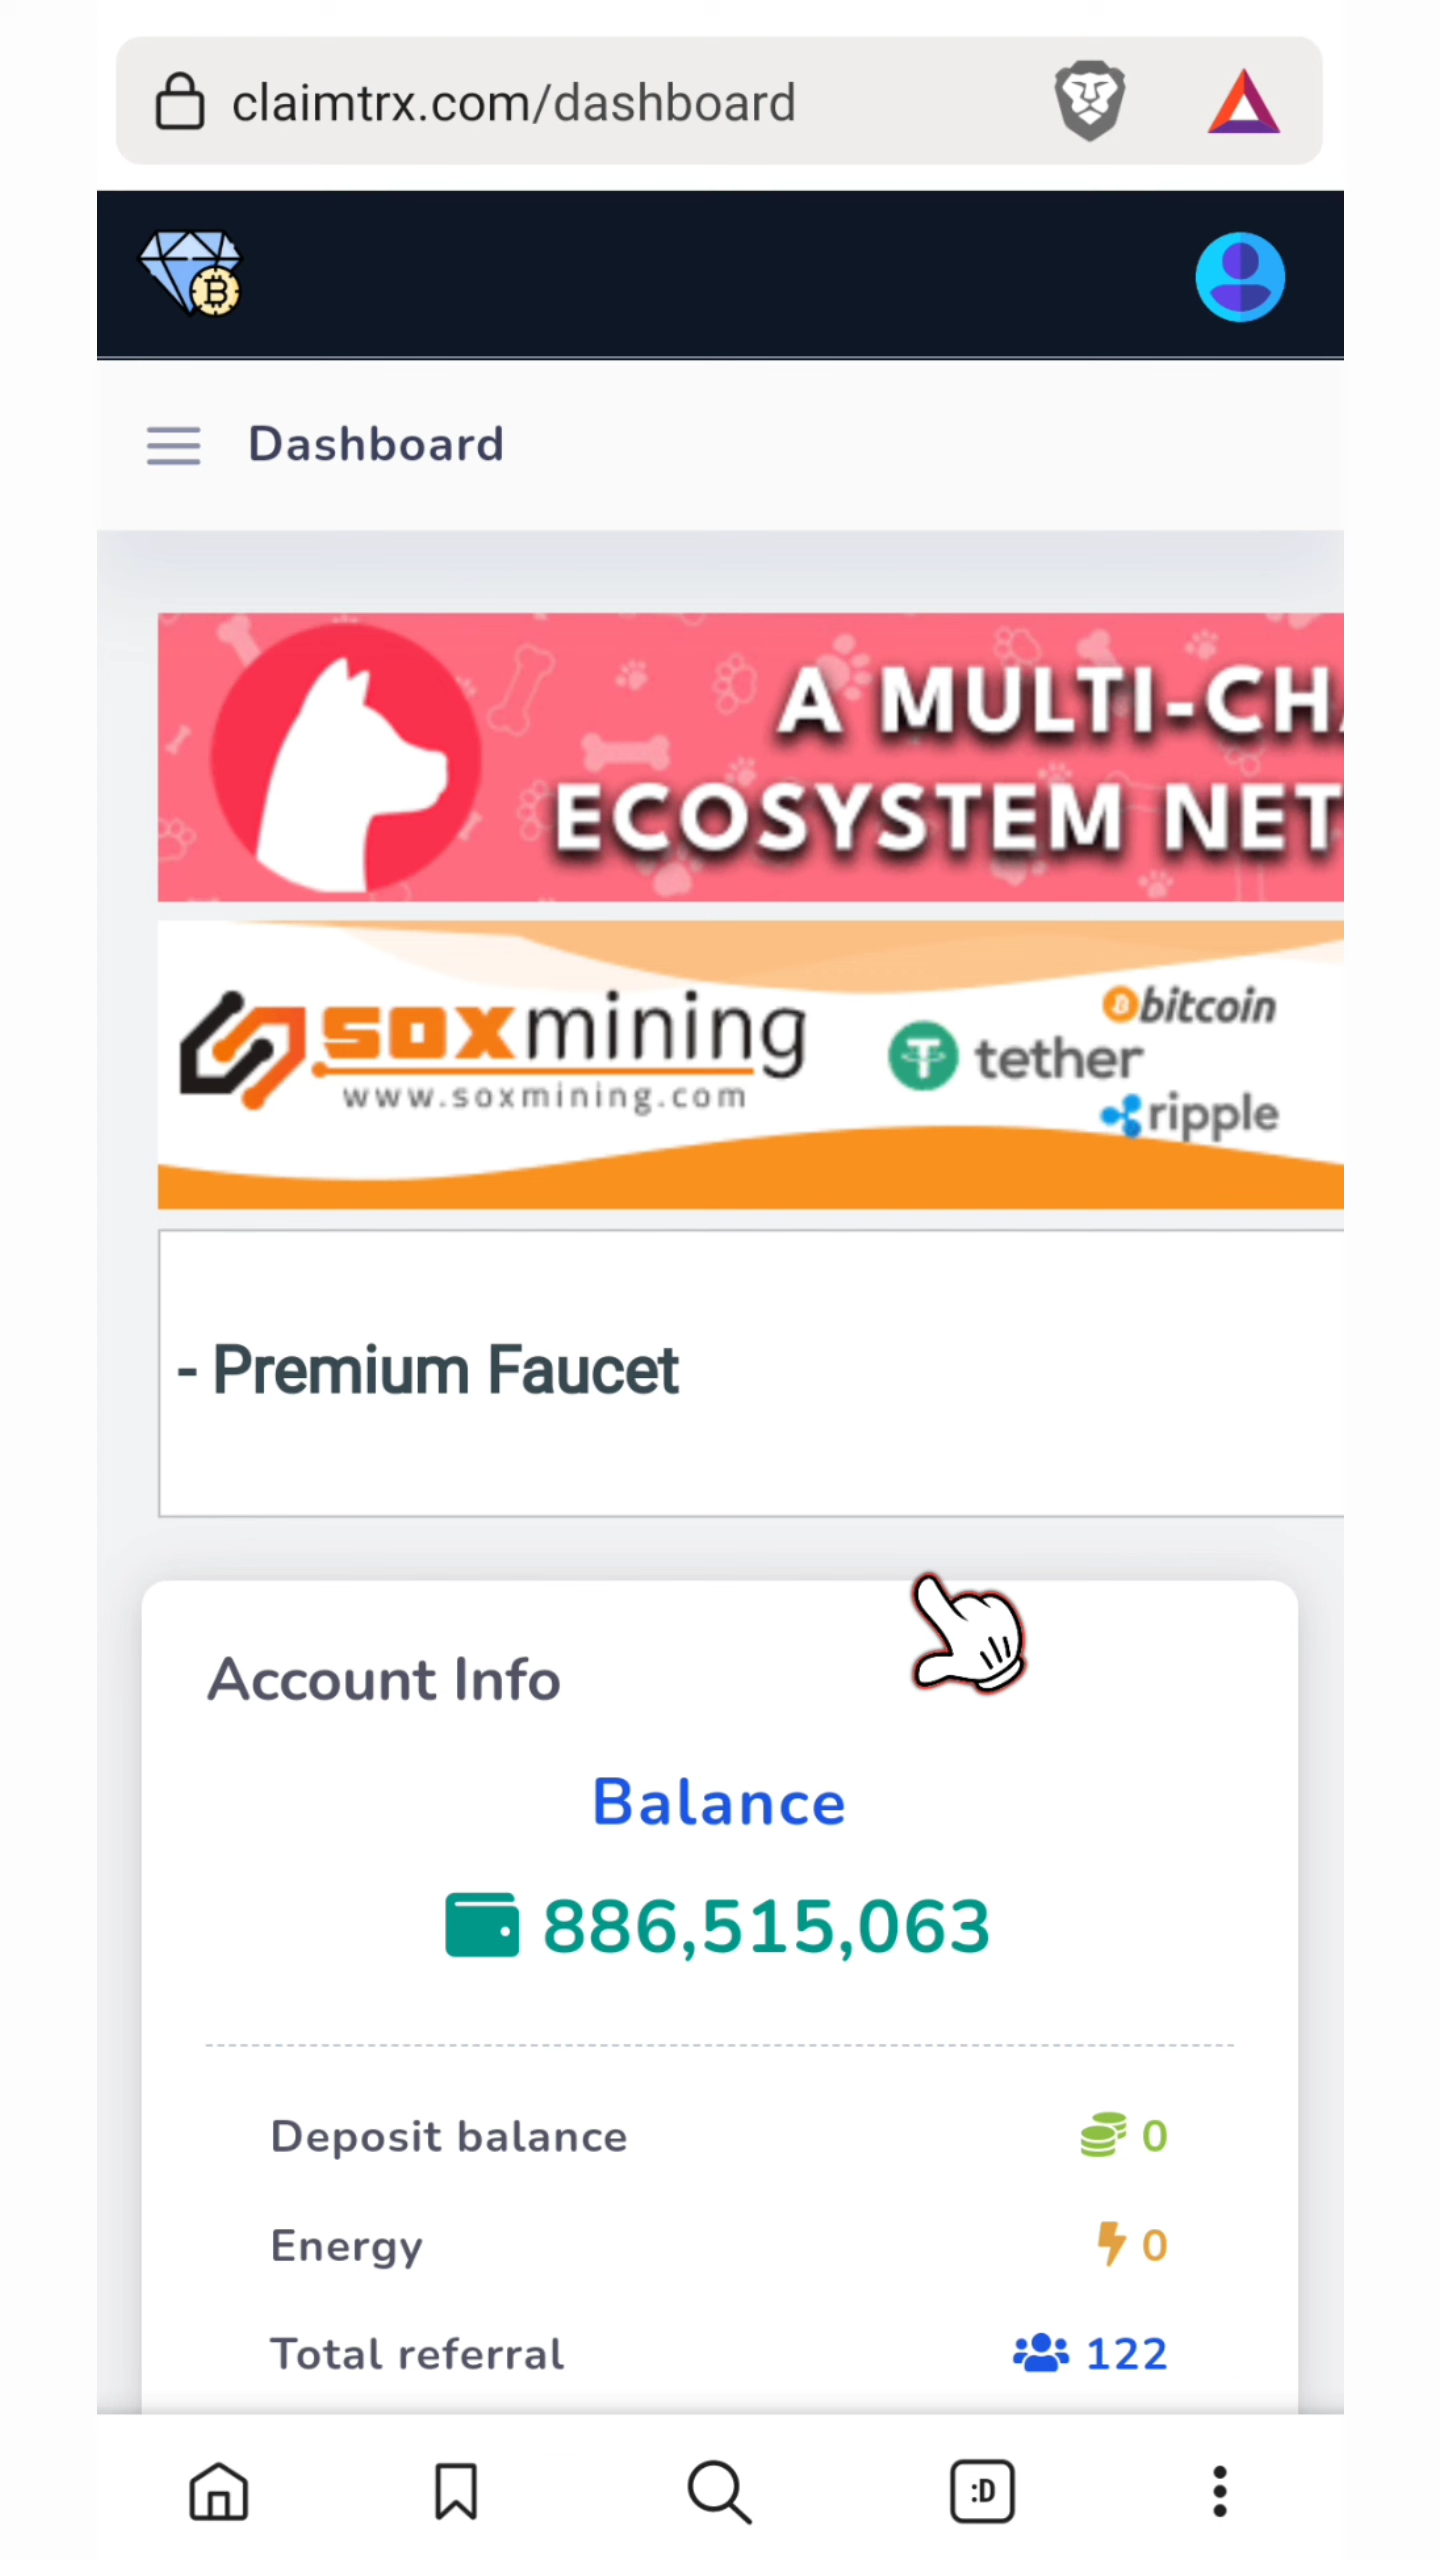 claimtrx.com/dashboard
Dashboard
A MULTI-CHA
ECOSYSTEM NET
soxmining
www.soxmining.com
bitcoin
tether
ripple
- Premium Faucet
Account Info
Balance
886,515,063
Deposit balance 0
Energy 0
Total referral 122
:D